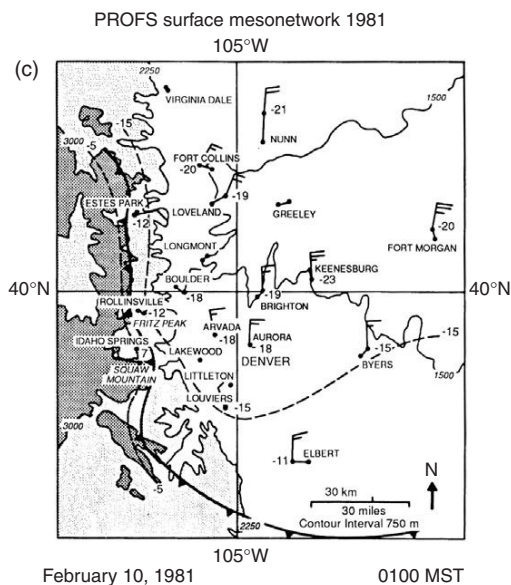 PROFS surface mesonetwork 1981
105°W
(c)
2250
1500
VIRGINIA DALE
-21
-15
NUNN
3000
-5
FORT COLLINS
-20
-19
ESTES PARK
LOVELAND
GREELEY
-12
-20
LONGMONT
FORT MORGAN
KEENESBURG
BOULDER
-23
40°N
-18
-19
40°N
ROLLINSVILLE
BRIGHTON
-12
FRITZ PEAK
ARVADA
AURORA
-15
IDAHO SPRINGS
-18
-18
-15
7
LAKEWOOD
DENVER
SQUAW
MOUNTAIN
BYERS
1500
LITTLETON
LOUVIERS
-15
3000
ELBERT
-11
N
-5
30 km
30 miles
2250
Contour Interval 750 m
105°W
February 10, 1981
0100 MST